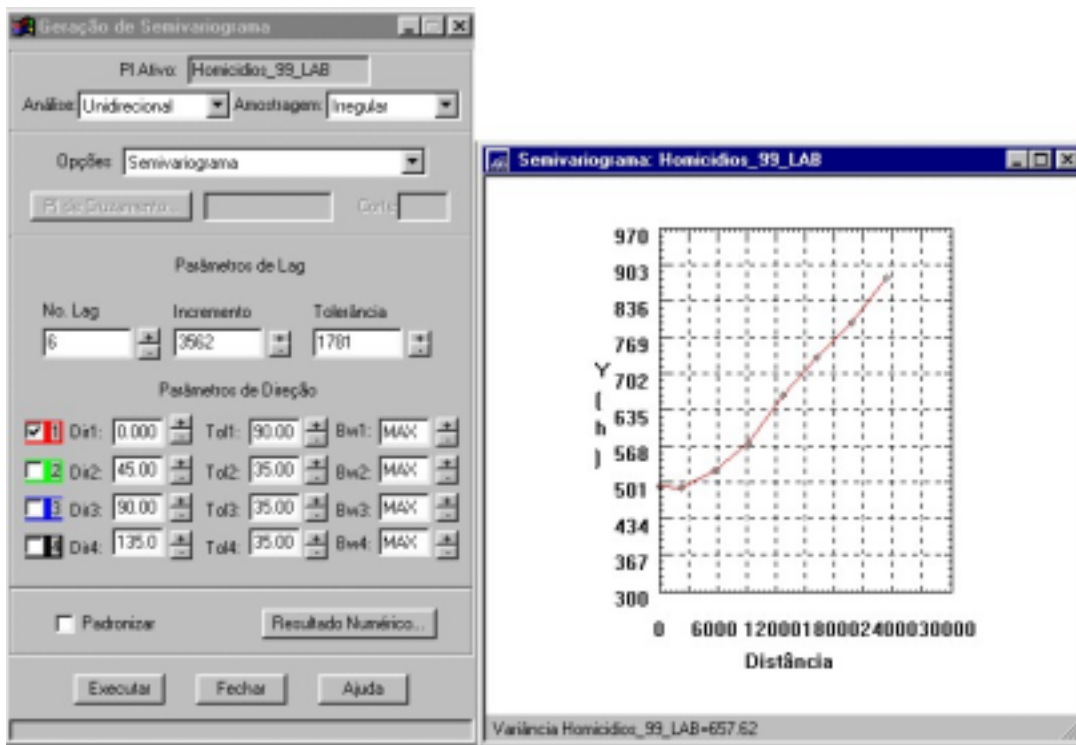 Geração de Semivariograma
PI Ativo: Homicidios_99_LAB
Análise: Unidirecional Amostragem: Irregular
Opções Semivariograma
PI de Cruzamento... Corte:
Parâmetros de Lag
No. Lag Incremento Tolerância
6 3562 1781
Parâmetros de Direção
1 Dir1: 0.000 Tol1: 90.00 Bw1: MAX
2 Dir2: 45.00 Tol2: 35.00 Bw2: MAX
3 Dir3: 90.00 Tol3: 35.00 Bw3: MAX
4 Dir4: 135.0 Tol4: 35.00 Bw4: MAX
Padronizar Resultado Numérico...
Executar Fechar Ajuda
Semivariograma: Homicidios_99_LAB
970
903
836
769
702
635
568
501
434
367
300
Y(h)
0 6000 12000 18000 24000 30000
Distância
Variância Homicidios_99_LAB=657.62